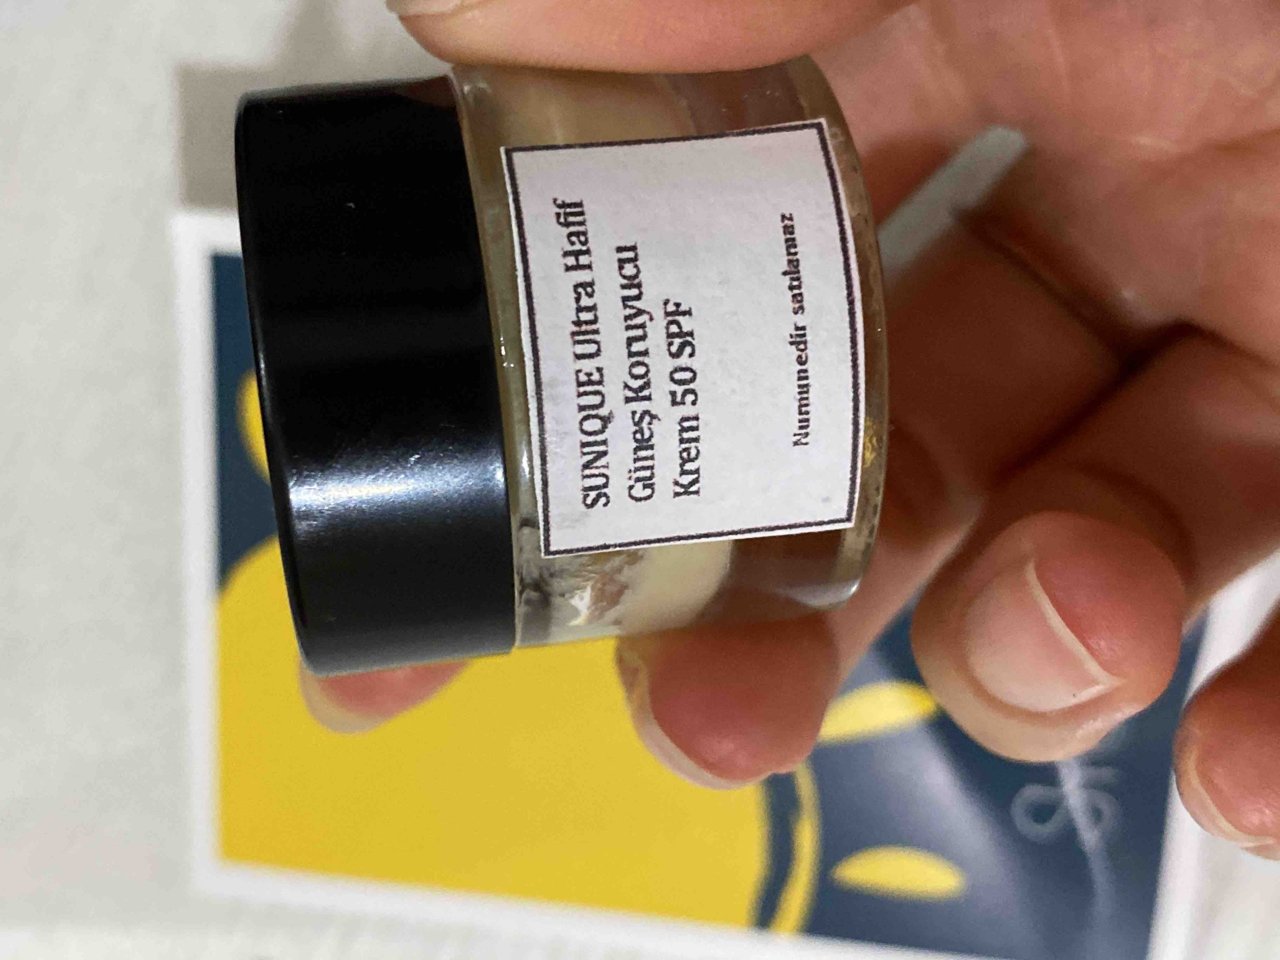 SUNIQUE Ultra Hafif
Güneş Koruyucu
Krem 50 SPF
Numunedir satılamaz